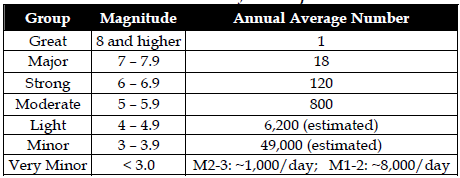 Group Magnitude Annual Average Number
Great 8 and higher 1
Major 7 – 7.9 18
Strong 6 – 6.9 120
Moderate 5 – 5.9 800
Light 4 – 4.9 6,200 (estimated)
Minor 3 – 3.9 49,000 (estimated)
Very Minor < 3.0 M2-3: ~1,000/day; M1-2: ~8,000/day